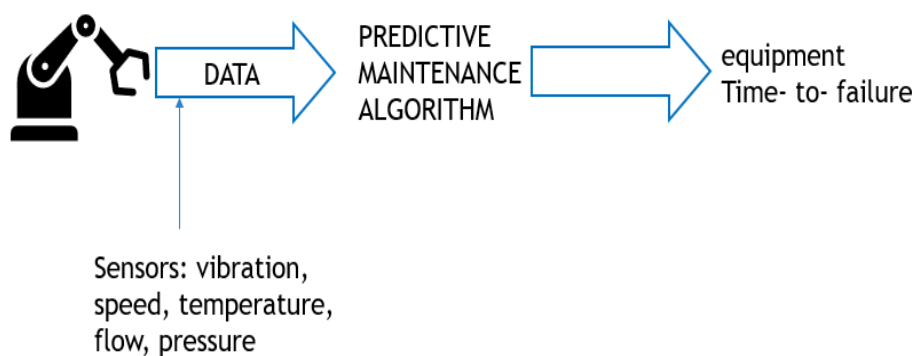 DATA
PREDICTIVE
MAINTENANCE
ALGORITHM
equipment
Time- to- failure
Sensors: vibration,
speed, temperature,
flow, pressure